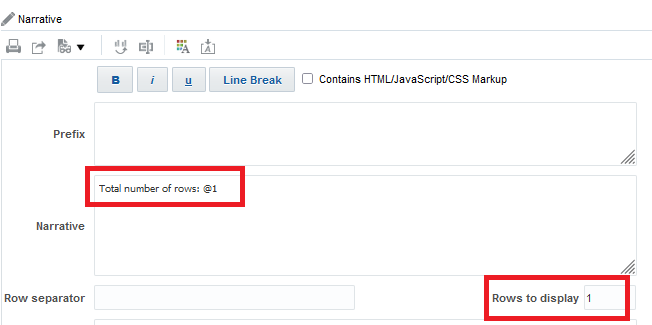 Narrative
B i u Line Break Contains HTML/JavaScript/CSS Markup
Prefix
Total number of rows: @1
Narrative
Row separator Rows to display 1